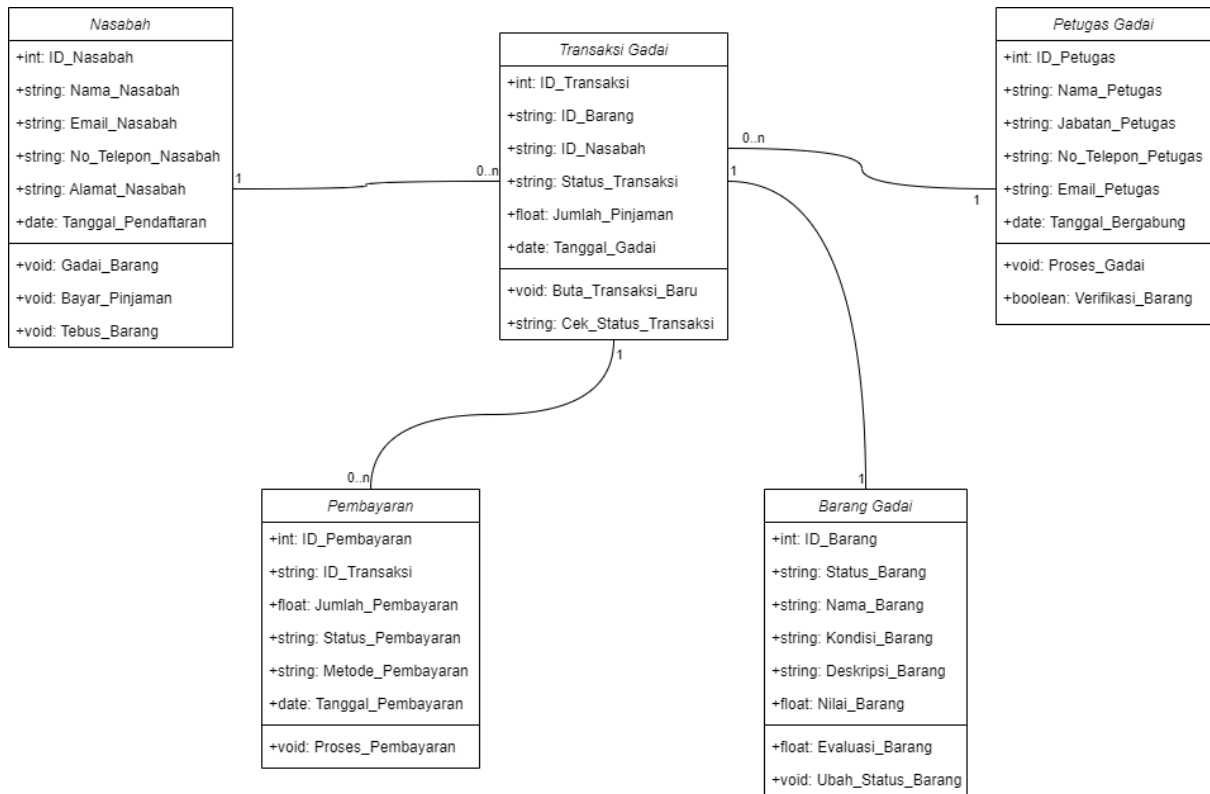 Nasabah
+int: ID_Nasabah
+string: Nama_Nasabah
+string: Email_Nasabah
+string: No_Telepon_Nasabah
+string: Alamat_Nasabah
+date: Tanggal_Pendaftaran
+void: Gadai_Barang
+void: Bayar_Pinjaman
+void: Tebus_Barang
1
0..n
Transaksi Gadai
+int: ID_Transaksi
+string: ID_Barang
+string: ID_Nasabah
+string: Status_Transaksi
+float: Jumlah_Pinjaman
+date: Tanggal_Gadai
+void: Buta_Transaksi_Baru
+string: Cek_Status_Transaksi
0..n
1
1
1
Petugas Gadai
+int: ID_Petugas
+string: Nama_Petugas
+string: Jabatan_Petugas
+string: No_Telepon_Petugas
+string: Email_Petugas
+date: Tanggal_Bergabung
+void: Proses_Gadai
+boolean: Verifikasi_Barang
0..n
Pembayaran
+int: ID_Pembayaran
+string: ID_Transaksi
+float: Jumlah_Pembayaran
+string: Status_Pembayaran
+string: Metode_Pembayaran
+date: Tanggal_Pembayaran
+void: Proses_Pembayaran
1
Barang Gadai
+int: ID_Barang
+string: Status_Barang
+string: Nama_Barang
+string: Kondisi_Barang
+string: Deskripsi_Barang
+float: Nilai_Barang
+float: Evaluasi_Barang
+void: Ubah_Status_Barang